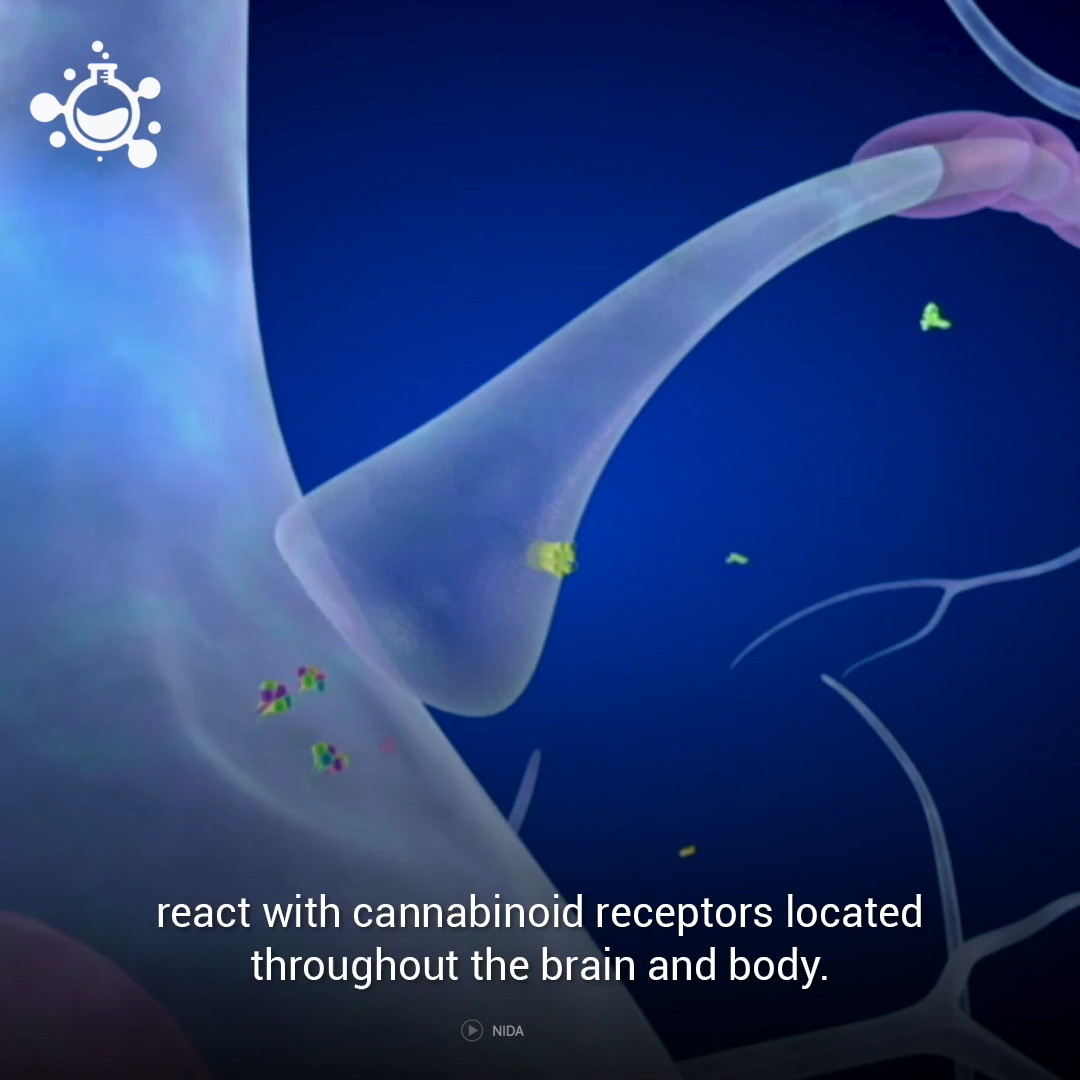 react with cannabinoid receptors located
throughout the brain and body.
NIDA